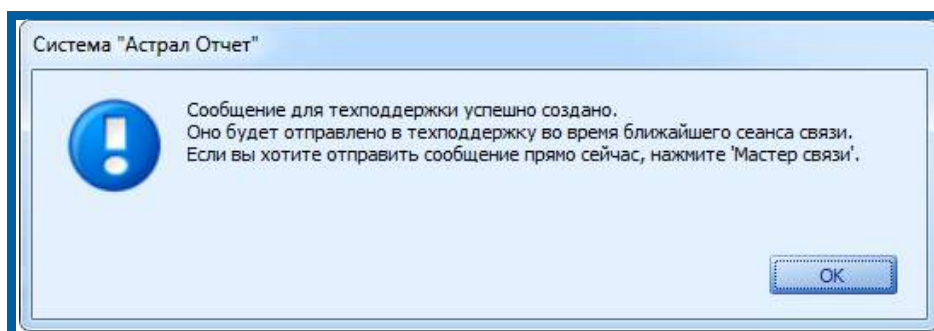 Система "Астрал Отчет"
Сообщение для техподдержки успешно создано.
Оно будет отправлено в техподдержку во время ближайшего сеанса связи.
Если вы хотите отправить сообщение прямо сейчас, нажмите 'Мастер связи'.
OK